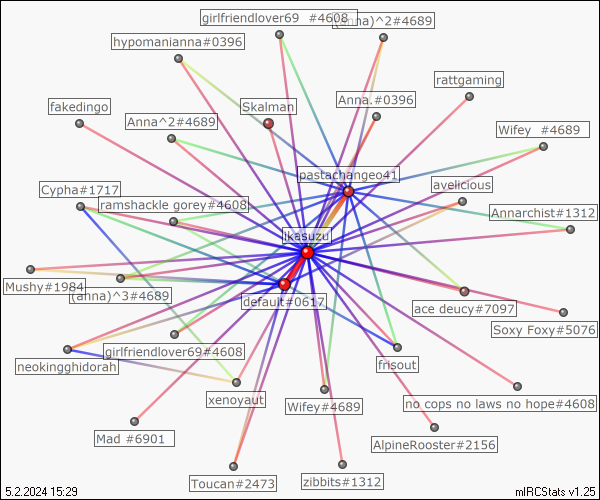 girlfriendlover69 #4608
(anna)^2#4689
hypomanianna#0396
rattgaming
fakedingo
Skalman
Anna.#0396
Anna^2#4689
Wifey #4689
pastachangeo41
Cypha#1717
avelicious
ramshackle gorey#4608
Annarchist#1312
ikasuzu
Mushy#1984
(anna)^3#4689
default#0617
ace deucy#7097
Soxy Foxy#5076
girlfriendlover69#4608
neokingghidorah
frisout
xenoyaut
Wifey#4689
no cops no laws no hope#4608
Mad #6901
AlpineRooster#2156
Toucan#2473
zibbits#1312
5.2.2024 15:29
mIRCStats v1.25